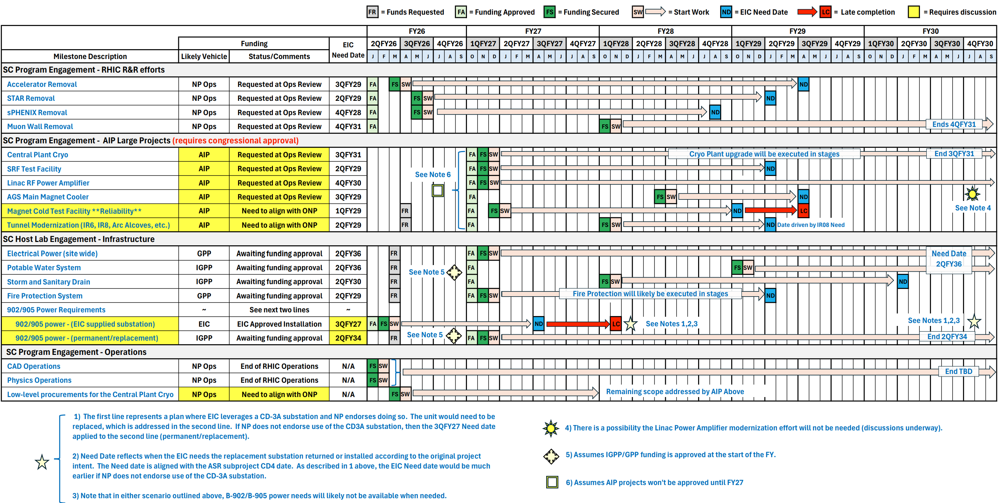 FR = Funds Requested FA = Funding Approved FS = Funding Secured SW = Start Work ND = EIC Need Date LC = Late completion = Requires discussion
FY26 FY27 FY28 FY29 FY30
Funding EIC Need Date 2QFY26 3QFY26 4QFY26 1QFY27 2QFY27 3QFY27 4QFY27 1QFY28 2QFY28 3QFY28 4QFY28 1QFY29 2QFY29 3QFY29 4QFY29 1QFY30 2QFY30 3QFY30 4QFY30
Milestone Description Likely Vehicle Status/Comments J F M A M J J A S O N D J F M A M J J A S O N D J F M A M J J A S O N D J F M A M J J A S O N D J F M A M J J A S
SC Program Engagement - RHIC R&R efforts
Accelerator Removal NP Ops Requested at Ops Review 3QFY29 FA FS SW ND
STAR Removal NP Ops Requested at Ops Review 2QFY29 FA FS SW ND
sPHENIX Removal NP Ops Requested at Ops Review 4QFY28 FA FS SW ND
Muon Wall Removal NP Ops Requested at Ops Review 4QFY31 FA FS SW Ends 4QFY31
SC Program Engagement - AIP Large Projects (requires congressional approval)
Central Plant Cryo AIP Requested at Ops Review 3QFY31 FA FS SW Cryo Plant upgrade will be executed in stages End 3QFY31
SRF Test Facility AIP Requested at Ops Review 2QFY29 FA FS SW ND
See Note 6
Linac RF Power Amplifier AIP Requested at Ops Review 4QFY30 FA FS SW
AGS Main Magnet Cooler AIP Requested at Ops Review 3QFY29 FA FS SW ND
See Note 4
Magnet Cold Test Facility **Reliability** AIP Need to align with ONP 1QFY29 FR FA FS SW ND LC
Tunnel Modernization (IR6, IR8, Arc Alcoves, etc.) AIP Need to align with ONP 2QFY29 FR FA FS SW ND Date driven by IR08 Need
SC Host Lab Engagement - Infrastructure
Electrical Power (site wide) GPP Awaiting funding approval 2QFY36 FR FA FS SW Need Date
2QFY36
Potable Water System IGPP Awaiting funding approval 2QFY36 FR See Note 5 FA FS SW
Storm and Sanitary Drain IGPP Awaiting funding approval 2QFY30 FR FA FS SW ND
Fire Protection System GPP Awaiting funding approval 2QFY29 FR FA FS SW Fire Protection will likely be executed in stages ND
902/905 Power Requirements ~ See next two lines ~
902/905 power - (EIC supplied substation) EIC EIC Approved Installation 3QFY27 FA FS SW ND LC See Notes 1,2,3 See Notes 1,2,3
902/905 power - (permanent/replacement) IGPP Awaiting funding approval 2QFY34 FR See Note 5 FA FS SW End 2QFY34
SC Program Engagement - Operations
CAD Operations NP Ops End of RHIC Operations N/A FS SW
End TBD
Physics Operations NP Ops End of RHIC Operations N/A FS SW
Low-level procurements for the Central Plant Cryo NP Ops Need to align with ONP N/A FS SW Remaining scope addressed by AIP Above
1) The first line represents a plan where EIC leverages a CD-3A substation and NP endorses doing so. The unit would need to be
replaced, which is addressed in the second line. If NP does not endorse use of the CD3A substation, then the 3QFY27 Need date
applied to the second line (permanent/replacement).
2) Need Date reflects when the EIC needs the replacement substation returned or installed according to the original project
intent. The Need date is aligned with the ASR subproject CD4 date. As described in 1 above, the EIC Need date would be much
earlier if NP does not endorse use of the CD-3A substation.
3) Note that in either scenario outlined above, B-902/B-905 power needs will likely not be available when needed.
4) There is a possibility the Linac Power Amplifier modernization effort will not be needed (discussions underway).
5) Assumes IGPP/GPP funding is approved at the start of the FY.
6) Assumes AIP projects won't be approved until FY27